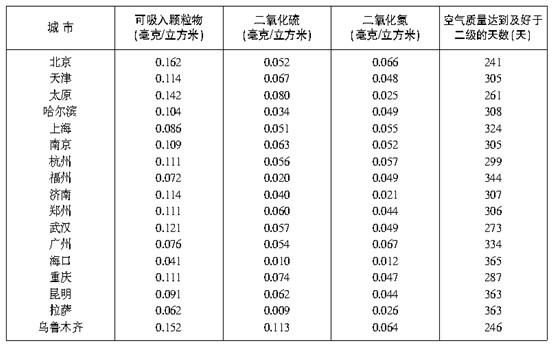 城市 可吸入颗粒物 二氧化硫 二氧化氮 空气质量达到及好于
(毫克/立方米) (毫克/立方米) (毫克/立方米) 二级的天数(天)
北京 0.162 0.052 0.066 241
天津 0.114 0.067 0.048 305
太原 0.142 0.080 0.025 261
哈尔滨 0.104 0.034 0.049 308
上海 0.086 0.051 0.055 324
南京 0.109 0.063 0.052 305
杭州 0.111 0.056 0.057 299
福州 0.072 0.020 0.049 344
济南 0.114 0.040 0.021 307
郑州 0.111 0.060 0.044 306
武汉 0.121 0.057 0.049 273
广州 0.076 0.054 0.067 334
海口 0.041 0.010 0.012 365
重庆 0.111 0.074 0.047 287
昆明 0.091 0.062 0.044 363
拉萨 0.062 0.009 0.026 363
乌鲁木齐 0.152 0.113 0.064 246